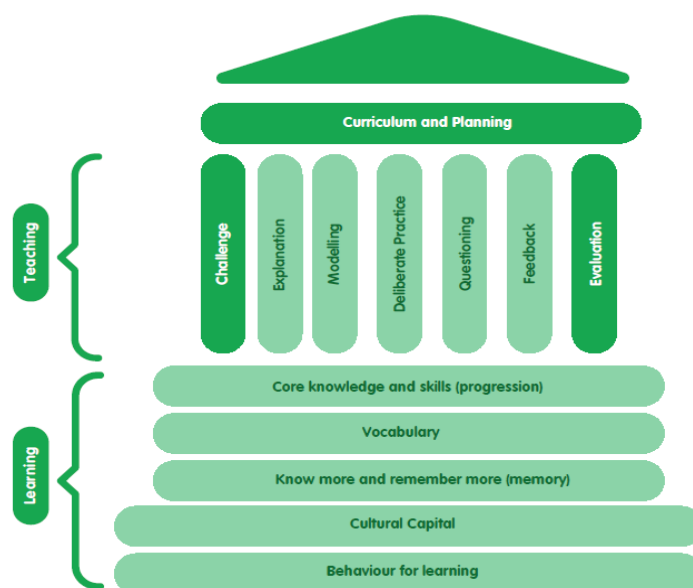 Curriculum and Planning
Teaching
Challenge
Explanation
Modelling
Deliberate Practice
Questioning
Feedback
Evaluation
Learning
Core knowledge and skills (progression)
Vocabulary
Know more and remember more (memory)
Cultural Capital
Behaviour for learning